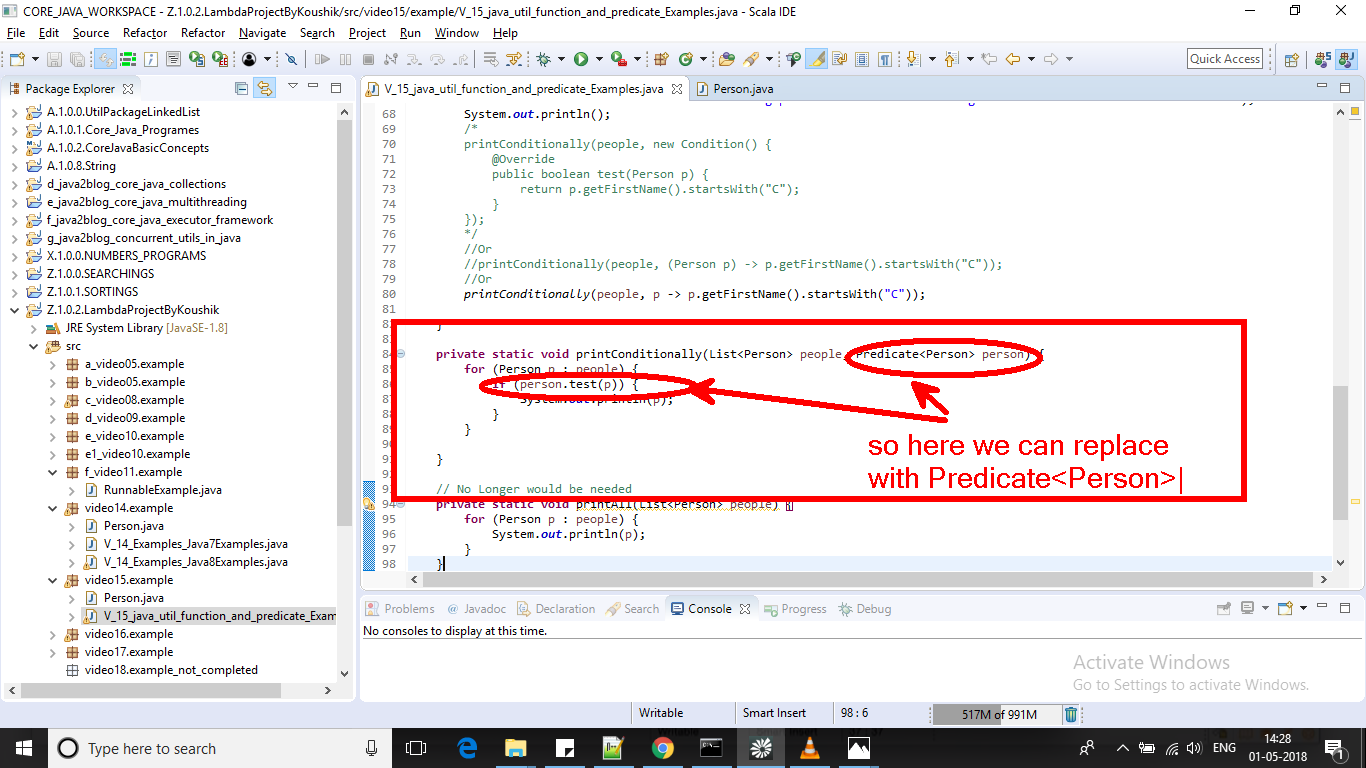 CORE_JAVA_WORKSPACE - Z.1.0.2.LambdaProjectByKoushik/src/video15/example/V_15_java_util_function_and_predicate_Examples.java - Scala IDE
File Edit Source Refactor Refactor Navigate Search Project Run Window Help
Quick Access
Package Explorer
A.1.0.0.UtilPackageLinkedList
A.1.0.1.Core_Java_Programes
A.1.0.2.CoreJavaBasicConcepts
A.1.0.8.String
d_java2blog_core_java_collections
e_java2blog_core_java_multithreading
f_java2blog_core_java_executor_framework
g_java2blog_concurrent_utils_in_java
X.1.0.0.NUMBERS_PROGRAMS
Z.1.0.0.SEARCHINGS
Z.1.0.1.SORTINGS
Z.1.0.2.LambdaProjectByKoushik
JRE System Library [JavaSE-1.8]
src
a_video05.example
b_video05.example
c_video08.example
d_video09.example
e_video10.example
e1_video10.example
f_video11.example
RunnableExample.java
video14.example
Person.java
V_14_Examples_Java7Examples.java
V_14_Examples_Java8Examples.java
video15.example
Person.java
V_15_java_util_function_and_predicate_Exam
video16.example
video17.example
video18.example_not_completed
V_15_java_util_function_and_predicate_Examples.java Person.java
68 System.out.println();
69 /*
70 printConditionally(people, new Condition() {
71 @Override
72 public boolean test(Person p) {
73 return p.getFirstName().startsWith("C");
74 }
75 });
76 */
77 //Or
78 //printConditionally(people, (Person p) -> p.getFirstName().startsWith("C"));
79 //Or
80 printConditionally(people, p -> p.getFirstName().startsWith("C"));
81
}
84 private static void printConditionally(List<Person> people, Predicate<Person> person) {
for (Person p : people) {
if (person.test(p)) {
System.out.println(p);
}
}
}
// No Longer would be needed
94 private static void printAll(List<Person> people) {
95 for (Person p : people) {
96 System.out.println(p);
97 }
98 }
so here we can replace
with Predicate<Person>|
Problems @ Javadoc Declaration Search Console Progress Debug
No consoles to display at this time.
Activate Windows
Go to Settings to activate Windows.
Writable Smart Insert 98 : 6 517M of 991M
Type here to search
ENG
14:28
01-05-2018
1